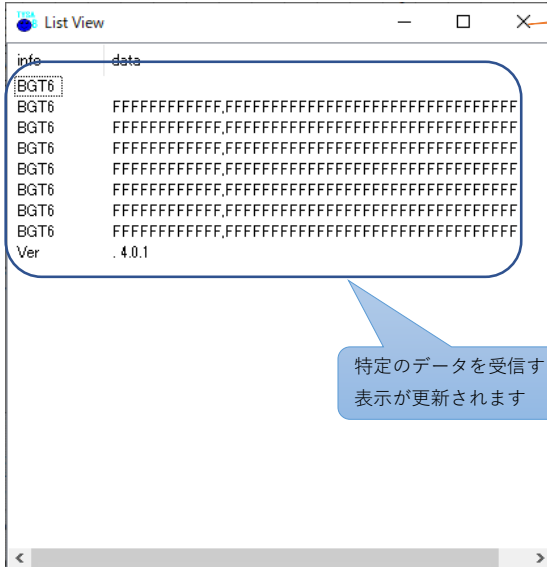 TYSA
List View
info data
BGT6
BGT6 FFFFFFFFFFFF,FFFFFFFFFFFFFFFFFFFFFFFFFFFFFFFF
BGT6 FFFFFFFFFFFF,FFFFFFFFFFFFFFFFFFFFFFFFFFFFFFFF
BGT6 FFFFFFFFFFFF,FFFFFFFFFFFFFFFFFFFFFFFFFFFFFFFF
BGT6 FFFFFFFFFFFF,FFFFFFFFFFFFFFFFFFFFFFFFFFFFFFFF
BGT6 FFFFFFFFFFFF,FFFFFFFFFFFFFFFFFFFFFFFFFFFFFFFF
BGT6 FFFFFFFFFFFF,FFFFFFFFFFFFFFFFFFFFFFFFFFFFFFFF
BGT6 FFFFFFFFFFFF,FFFFFFFFFFFFFFFFFFFFFFFFFFFFFFFF
Ver . 4.0.1
特定のデータを受信す
表示が更新されます